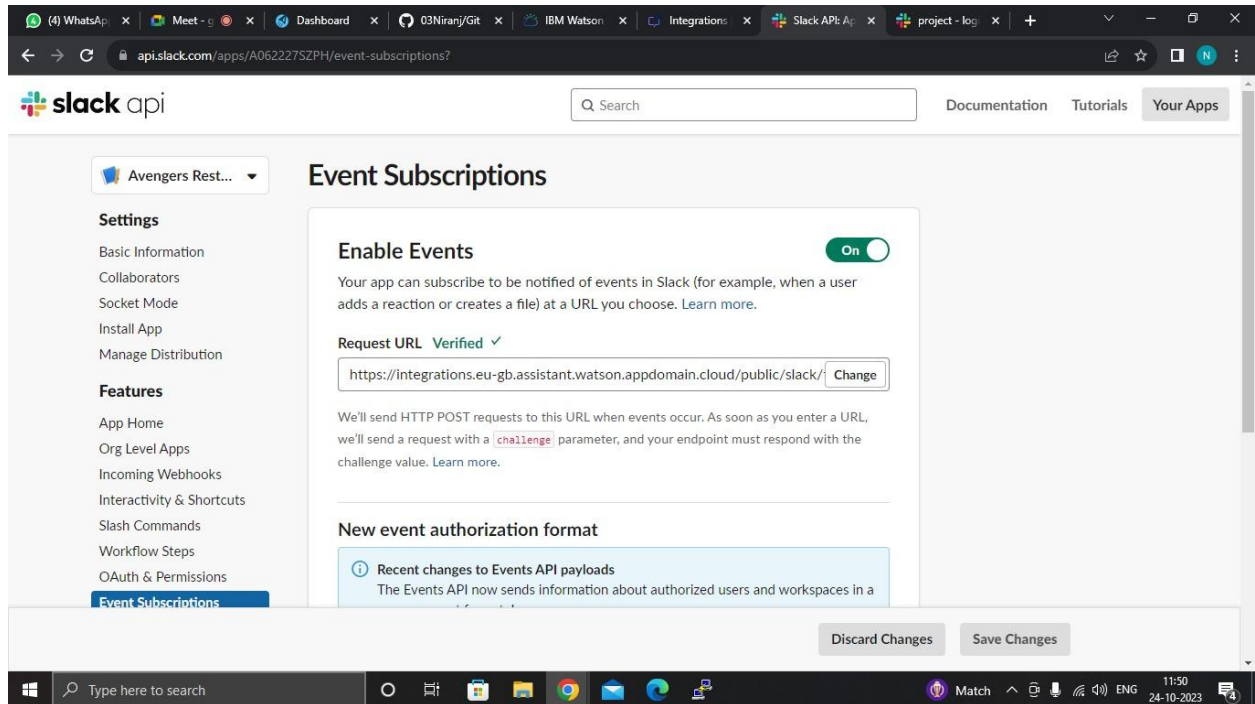 (4) WhatsAp
Meet - g
Dashboard
03Niranj/Git
IBM Watson
Integrations
Slack API: Ap
project - log
api.slack.com/apps/A062227SZPH/event-subscriptions?
N
slack api
Search
Documentation
Tutorials
Your Apps
Avengers Rest...
Settings
Basic Information
Collaborators
Socket Mode
Install App
Manage Distribution
Features
App Home
Org Level Apps
Incoming Webhooks
Interactivity & Shortcuts
Slash Commands
Workflow Steps
OAuth & Permissions
Event Subscriptions
Event Subscriptions
Enable Events
On
Your app can subscribe to be notified of events in Slack (for example, when a user
adds a reaction or creates a file) at a URL you choose. Learn more.
Request URL Verified ✓
https://integrations.eu-gb.assistant.watson.appdomain.cloud/public/slack/
Change
We'll send HTTP POST requests to this URL when events occur. As soon as you enter a URL,
we'll send a request with a challenge parameter, and your endpoint must respond with the
challenge value. Learn more.
New event authorization format
Recent changes to Events API payloads
The Events API now sends information about authorized users and workspaces in a
Discard Changes
Save Changes
Type here to search
Match
ENG
11:50
24-10-2023
4